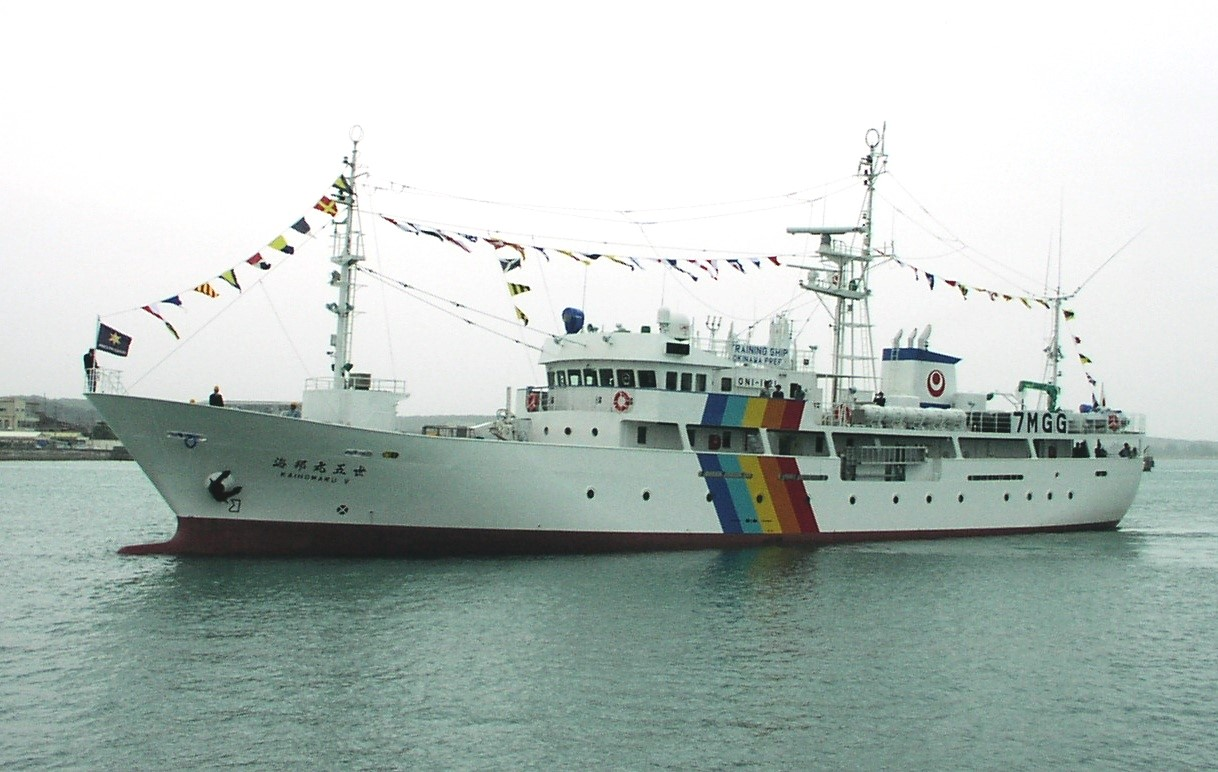 海邦丸五世
KAIHOMARU V
TRAINING SHIP
OKINAWA PREF.
7MGG